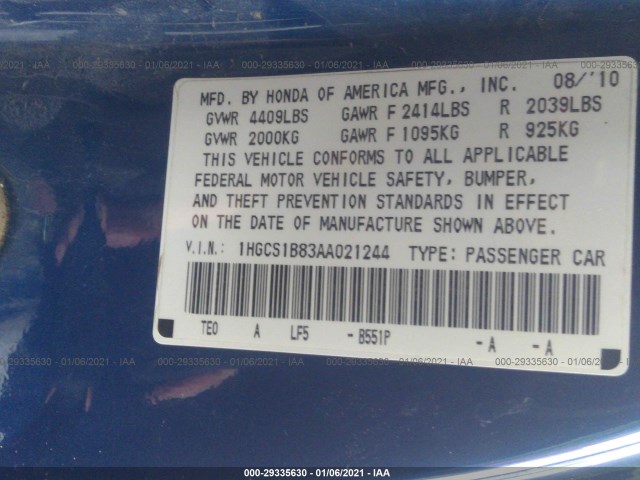 000-29335630 - 01/06/2021 - IAA
MFD. BY HONDA OF AMERICA MFG., INC. 08/'10
GVWR 4409LBS GAWR F 2414LBS R 2039LBS
GVWR 2000KG GAWR F 1095KG R 925KG
THIS VEHICLE CONFORMS TO ALL APPLICABLE
FEDERAL MOTOR VEHICLE SAFETY, BUMPER,
AND THEFT PREVENTION STANDARDS IN EFFECT
ON THE DATE OF MANUFACTURE SHOWN ABOVE.
V.I.N.: 1HGCS1B83AA021244 TYPE: PASSENGER CAR
TEO A LF5 - B551P - A - A
000-29335630 - 01/06/2021 - IAA